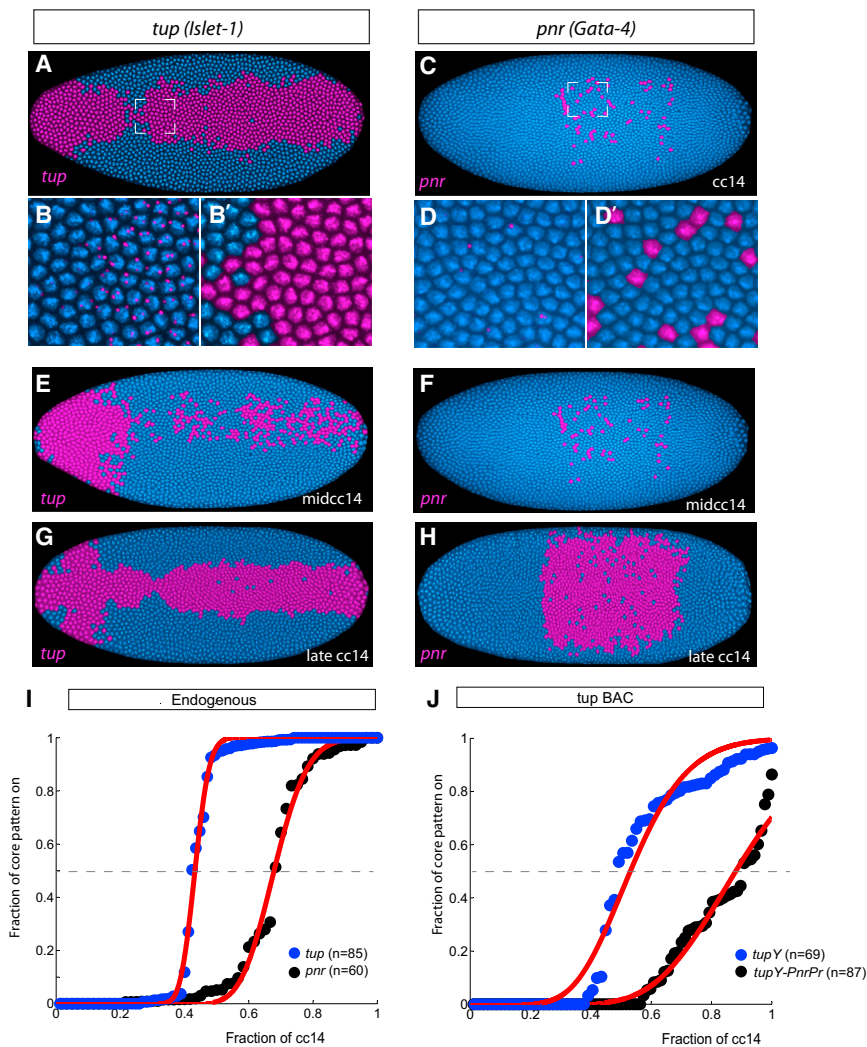 tup (Islet-1)
pnr (Gata-4)
A
tup
C
pnr
cc14
B
B'
D
D'
E
tup
midcc14
F
pnr
midcc14
G
tup
late cc14
H
pnr
late cc14
I
Endogenous
Fraction of core pattern on
1
0.8
0.6
0.4
0.2
0
0.2
0.4
0.6
0.8
1
tup (n=85)
pnr (n=60)
Fraction of cc14
J
tup BAC
Fraction of core pattern on
1
0.8
0.6
0.4
0.2
0
0
0.2
0.4
0.6
0.8
1
tupY (n=69)
tupY-PnrPr (n=87)
Fraction of cc14